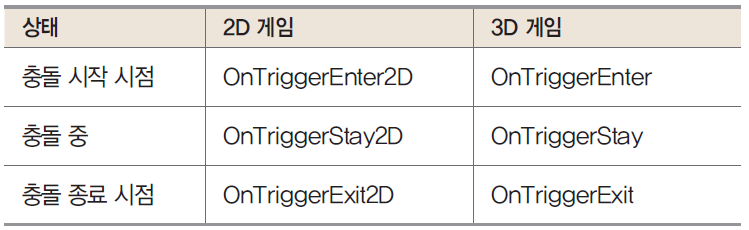 상태 2D 게임 3D 게임
충돌 시작 시점 OnTriggerEnter2D OnTriggerEnter
충돌 중 OnTriggerStay2D OnTriggerStay
충돌 종료 시점 OnTriggerExit2D OnTriggerExit